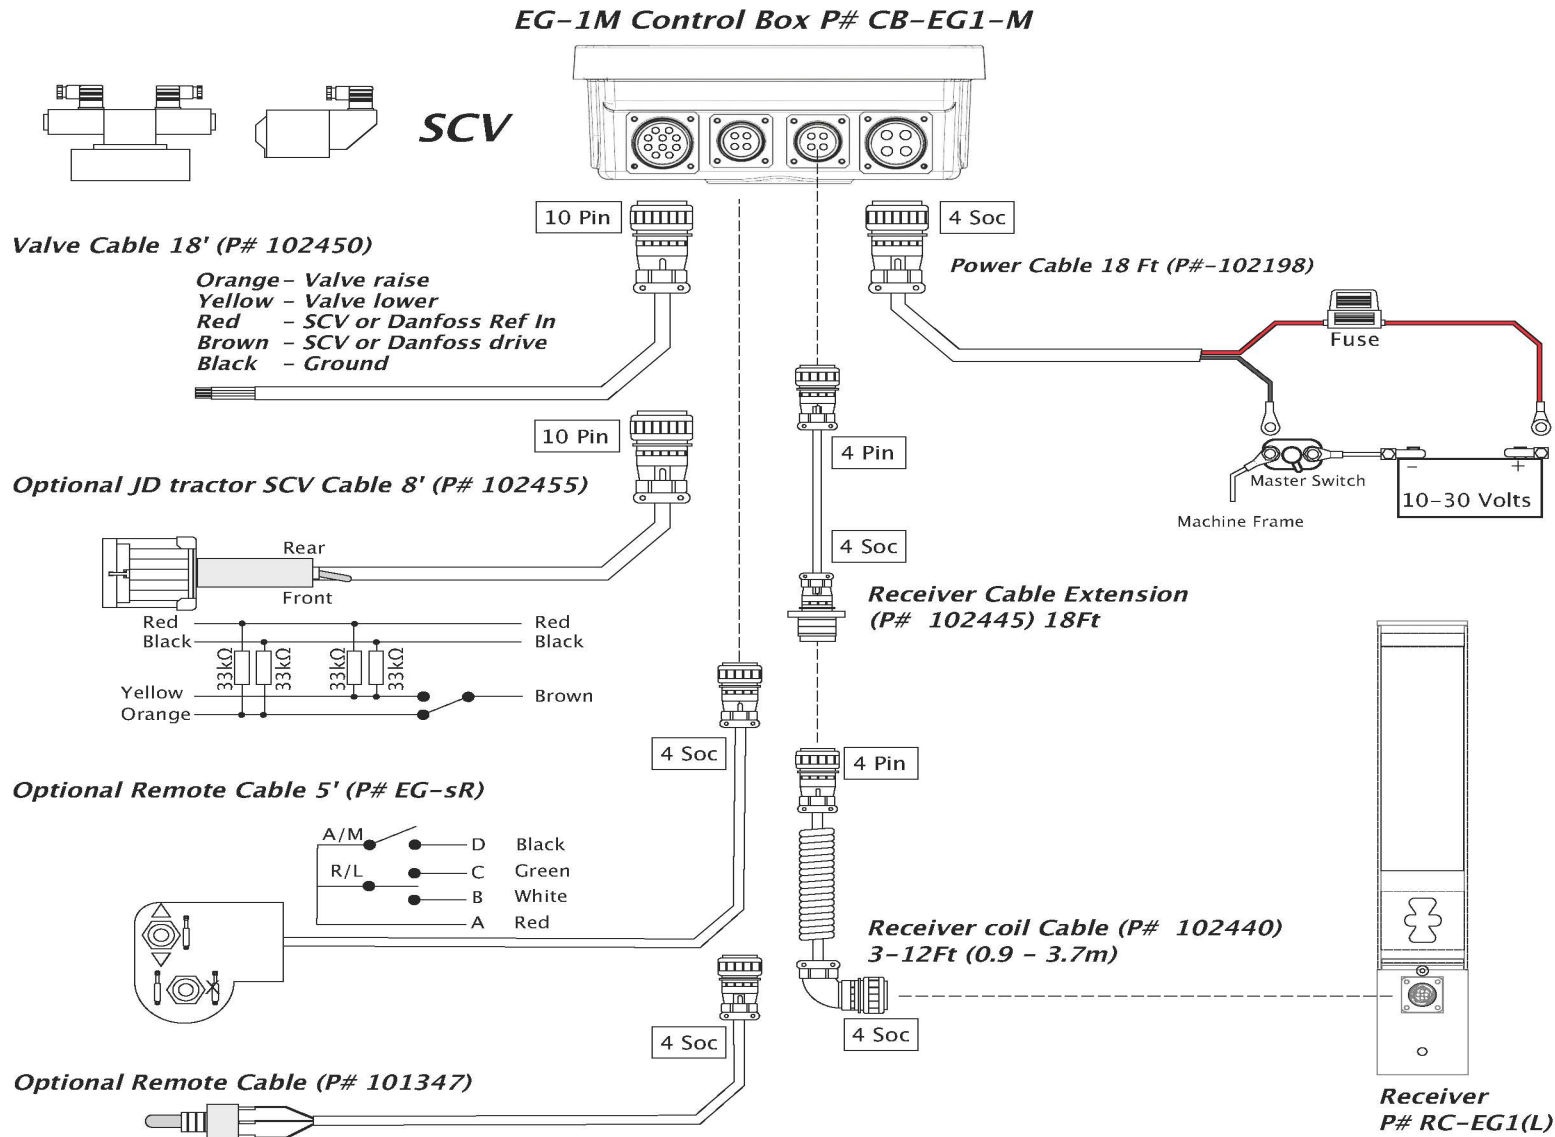 EG-1M Control Box P# CB-EG1-M
SCV
10 Pin
4 Soc
Valve Cable 18' (P# 102450)
Orange – Valve raise
Yellow – Valve lower
Red – SCV or Danfoss Ref In
Brown – SCV or Danfoss drive
Black – Ground
Power Cable 18 Ft (P#-102198)
Fuse
10 Pin
4 Pin
Master Switch
– +
10-30 Volts
Machine Frame
Optional JD tractor SCV Cable 8' (P# 102455)
Rear
Front
4 Soc
Receiver Cable Extension
(P# 102445) 18Ft
Red Red
Black Black
33kΩ 33kΩ 33kΩ 33kΩ
Yellow Brown
Orange
4 Soc
4 Pin
Optional Remote Cable 5' (P# EG-sR)
A/M D Black
R/L C Green
B White
A Red
Receiver coil Cable (P# 102440)
3-12Ft (0.9 - 3.7m)
4 Soc
4 Soc
Optional Remote Cable (P# 101347)
Receiver
P# RC-EG1(L)